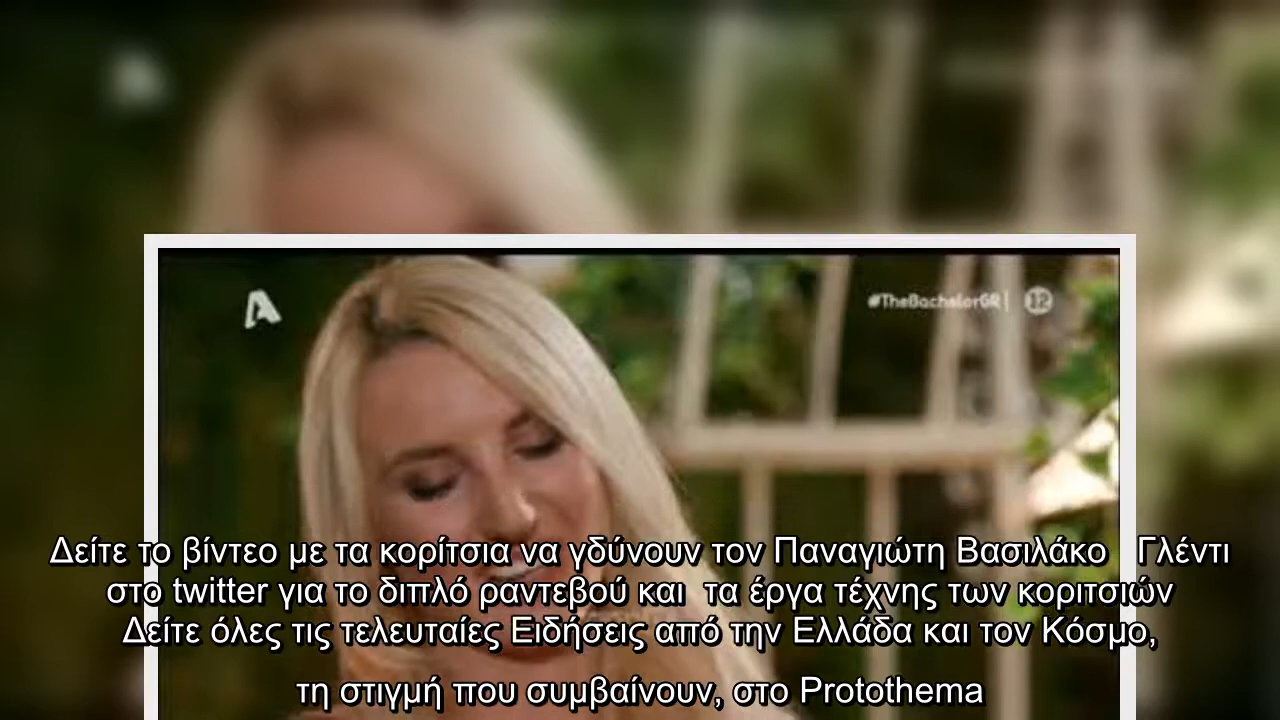 #TheBachelorGR 12
Δείτε το βίντεο με τα κορίτσια να γδύνουν τον Παναγιώτη Βασιλάκο Γλέντι
στο twitter για το διπλό ραντεβού και τα έργα τέχνης των κοριτσιών
Δείτε όλες τις τελευταίες Ειδήσεις από την Ελλάδα και τον Κόσμο,
τη στιγμή που συμβαίνουν, στο Protothema